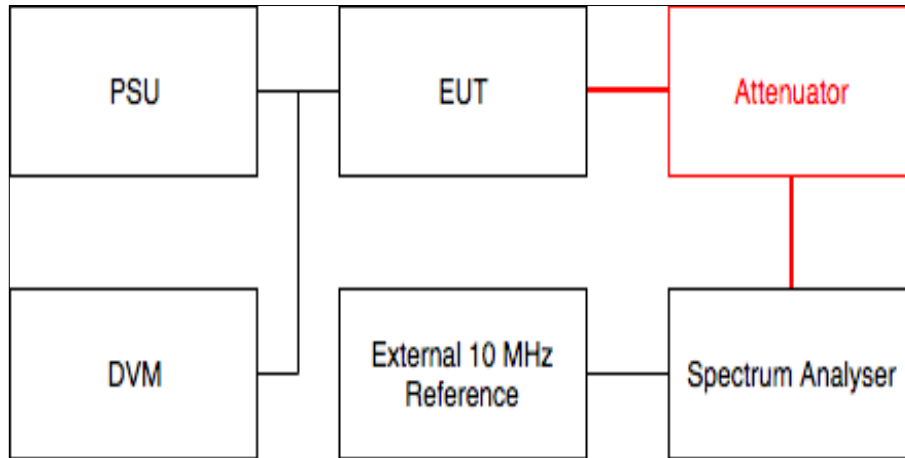 PSU
EUT
Attenuator
DVM
External 10 MHz
Reference
Spectrum Analyser